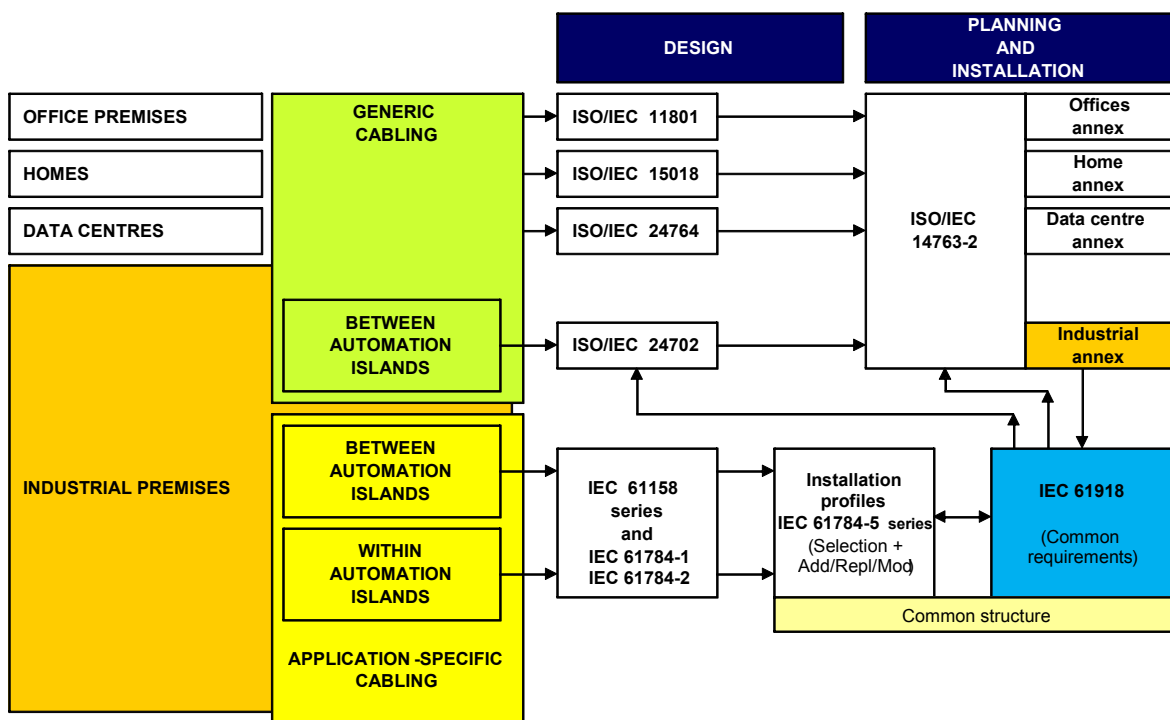 DESIGN
PLANNING
AND
INSTALLATION
OFFICE PREMISES
HOMES
DATA CENTRES
INDUSTRIAL PREMISES
GENERIC
CABLING
BETWEEN
AUTOMATION
ISLANDS
BETWEEN
AUTOMATION
ISLANDS
WITHIN
AUTOMATION
ISLANDS
APPLICATION -SPECIFIC
CABLING
ISO/IEC 11801
ISO/IEC 15018
ISO/IEC 24764
ISO/IEC 24702
IEC 61158
series
and
IEC 61784-1
IEC 61784-2
ISO/IEC
14763-2
Offices
annex
Home
annex
Data centre
annex
Industrial
annex
Installation
profiles
IEC 61784-5 series
(Selection +
Add/Repl/Mod)
IEC 61918
(Common
requirements)
Common structure